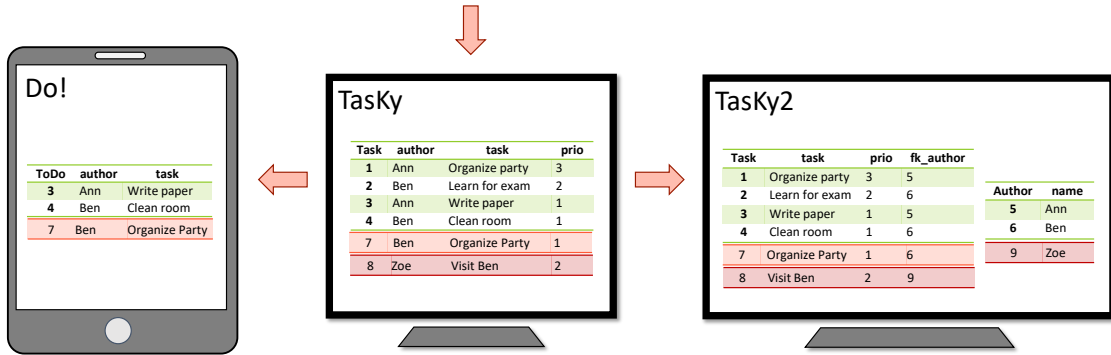 Do!
ToDo author task
3 Ann Write paper
4 Ben Clean room
7 Ben Organize Party
TasKy
Task author task prio
1 Ann Organize party 3
2 Ben Learn for exam 2
3 Ann Write paper 1
4 Ben Clean room 1
7 Ben Organize Party 1
8 Zoe Visit Ben 2
TasKy2
Task task prio fk_author
1 Organize party 3 5
2 Learn for exam 2 6
3 Write paper 1 5
4 Clean room 1 6
7 Organize Party 1 6
8 Visit Ben 2 9
Author name
5 Ann
6 Ben
9 Zoe